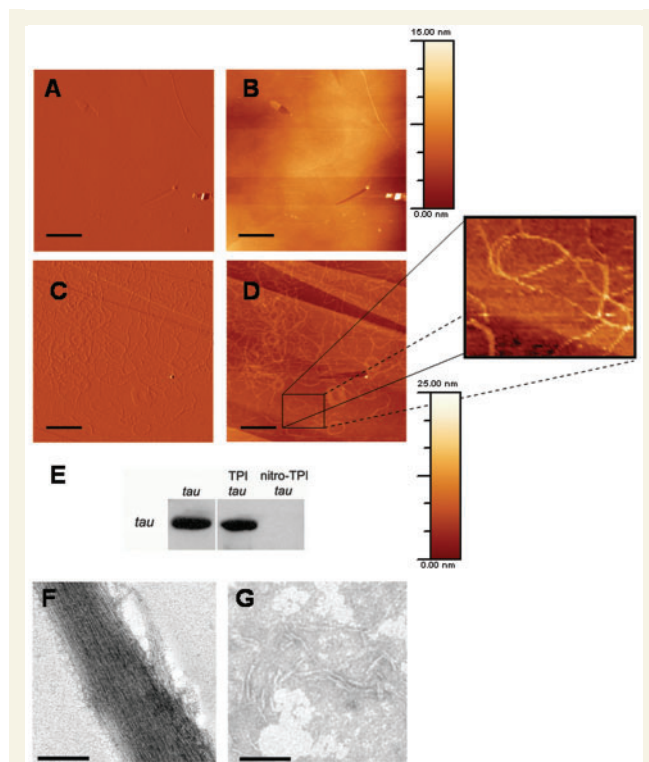 15.00 nm
A
B
0.00 nm
C
D
25.00 nm
E
TPI nitro-TPI
tau tau tau
tau
0.00 nm
F
G